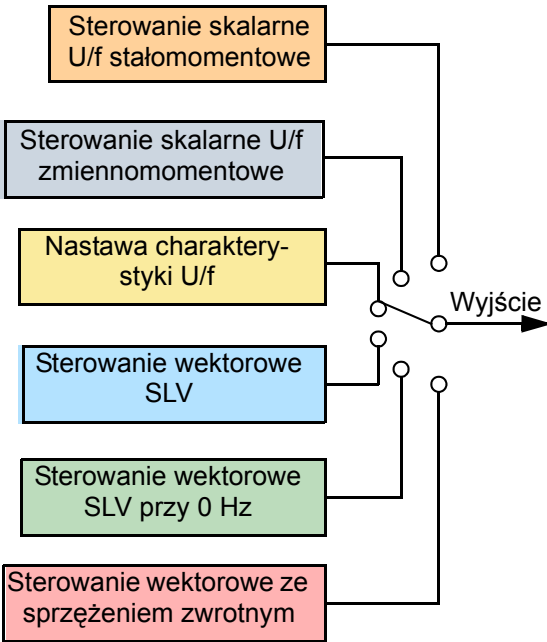 Sterowanie skalarne
U/f stałomomentowe
Sterowanie skalarne U/f
zmiennomomentowe
Nastawa charaktery-
styki U/f
Wyjście
Sterowanie wektorowe
SLV
Sterowanie wektorowe
SLV przy 0 Hz
Sterowanie wektorowe ze
sprzężeniem zwrotnym